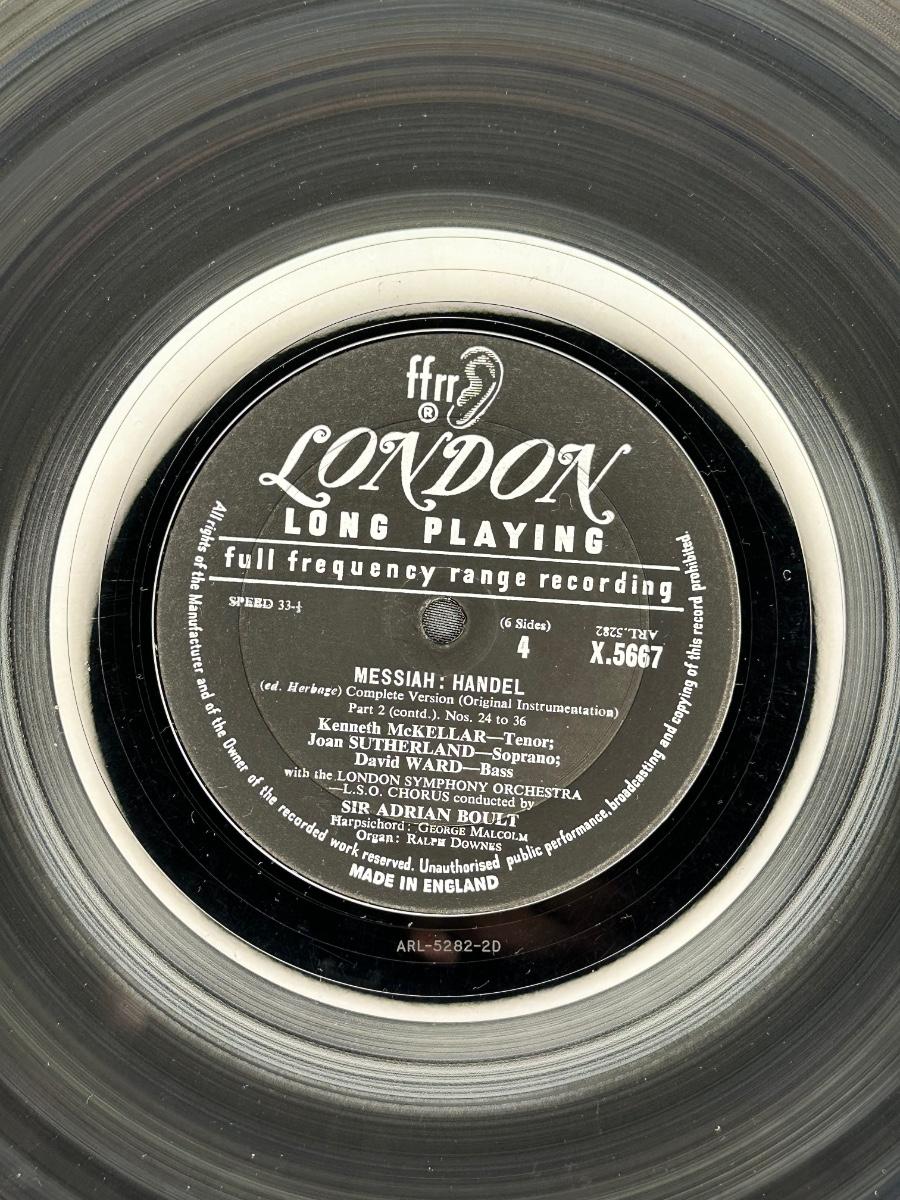 ffrr
®
LONDON
LONG PLAYING
full frequency range recording
SPEED 33-⅓
(6 Sides)
4
ARL.5282
X.5667
MESSIAH : HANDEL
(ed. Herbage) Complete Version (Original Instrumentation)
Part 2 (contd.). Nos. 24 to 36
Kenneth McKELLAR—Tenor;
Joan SUTHERLAND—Soprano;
David WARD—Bass
with the LONDON SYMPHONY ORCHESTRA
—L.S.O. CHORUS conducted by
SIR ADRIAN BOULT
Harpsichord: GEORGE MALCOLM
Organ: RALPH DOWNES
All rights of the Manufacturer and of the Owner of the recorded work reserved. Unauthorised public performance, broadcasting and copying of this record prohibited.
MADE IN ENGLAND
ARL-5282-2D